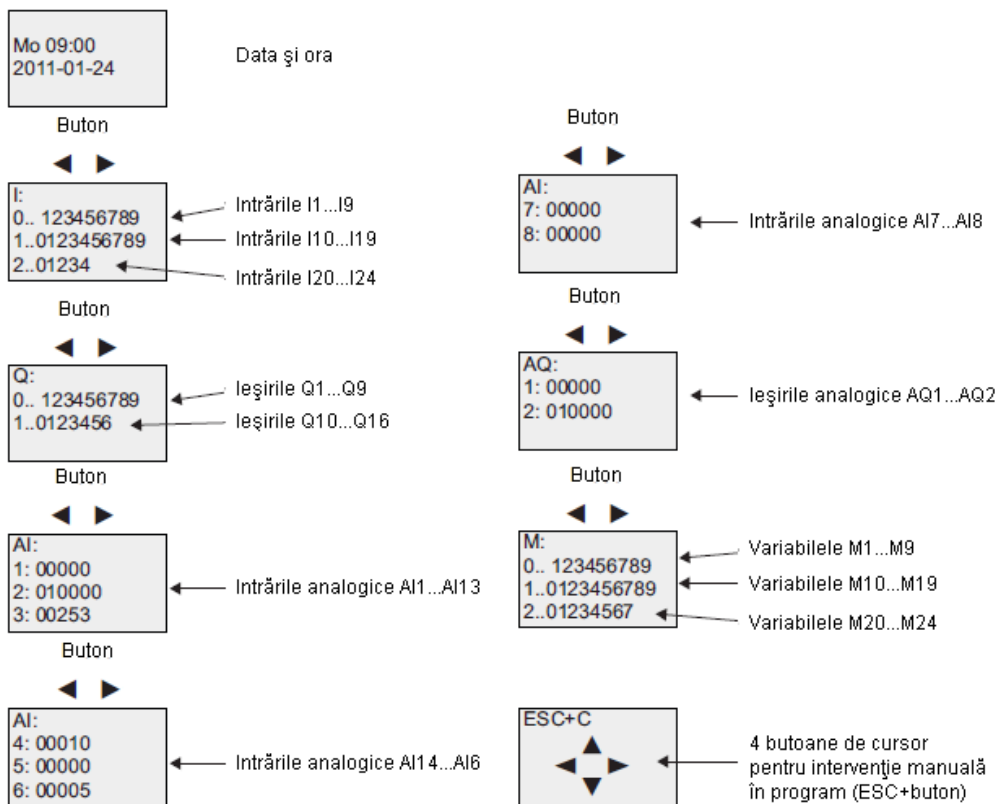 Mo 09:00
2011-01-24
Data şi ora
Buton
I:
0.. 123456789
1..0123456789
2..01234
Intrările I1...I9
Intrările I10...I19
Intrările I20...I24
Buton
Q:
0.. 123456789
1..0123456
Ieşirile Q1...Q9
Ieşirile Q10...Q16
Buton
AI:
1: 00000
2: 010000
3: 00253
Intrările analogice AI1...AI13
Buton
AI:
4: 00010
5: 00000
6: 00005
Intrările analogice AI14...AI6
Buton
AI:
7: 00000
8: 00000
Intrările analogice AI7...AI8
Buton
AQ:
1: 00000
2: 010000
Ieşirile analogice AQ1...AQ2
Buton
M:
0.. 123456789
1..0123456789
2..01234567
Variabilele M1...M9
Variabilele M10...M19
Variabilele M20...M24
ESC+C
4 butoane de cursor
pentru intervenţie manuală
în program (ESC+buton)